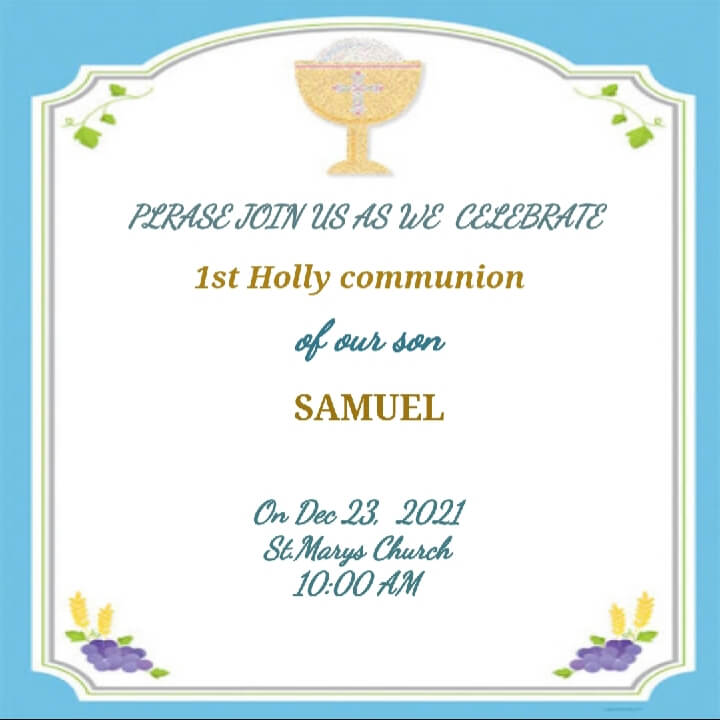 PLRASE JOIN US AS WE CELEBRATE
1st Holly communion
of our son
SAMUEL
On Dec 23, 2021
St.Marys Church
10:00 AM